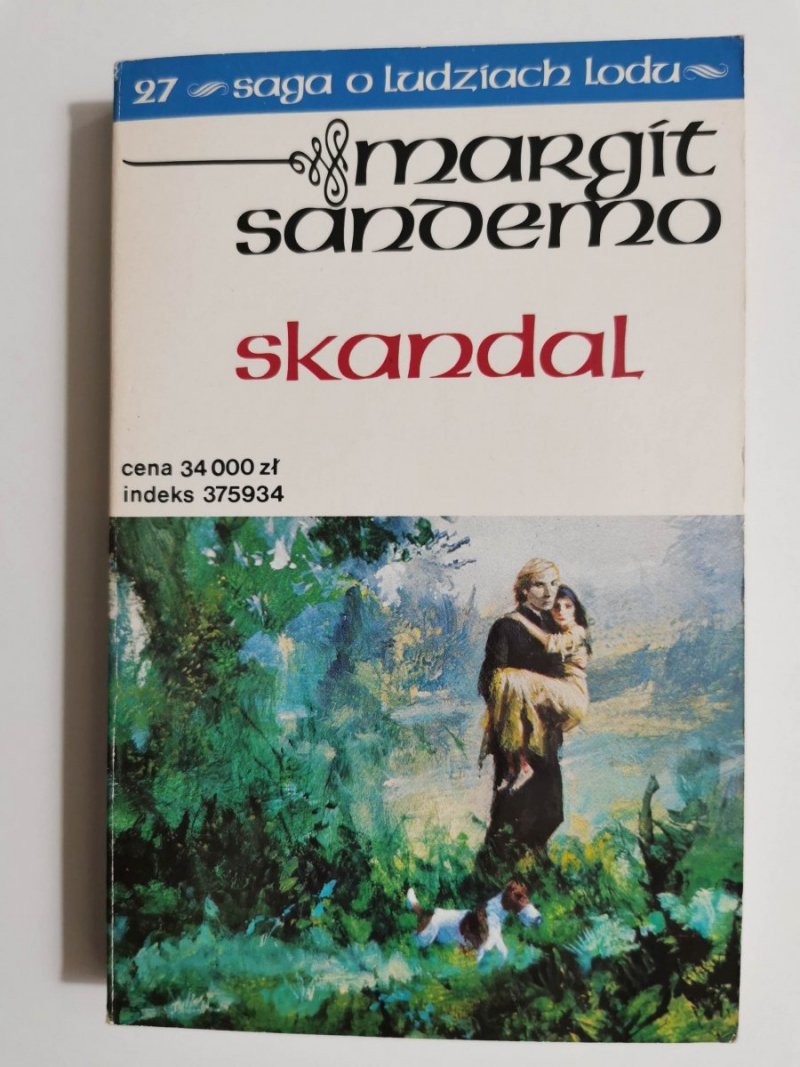 27 saga o ludziach lodu
margit
sandemo
skandal
cena 34 000 zł
indeks 375934